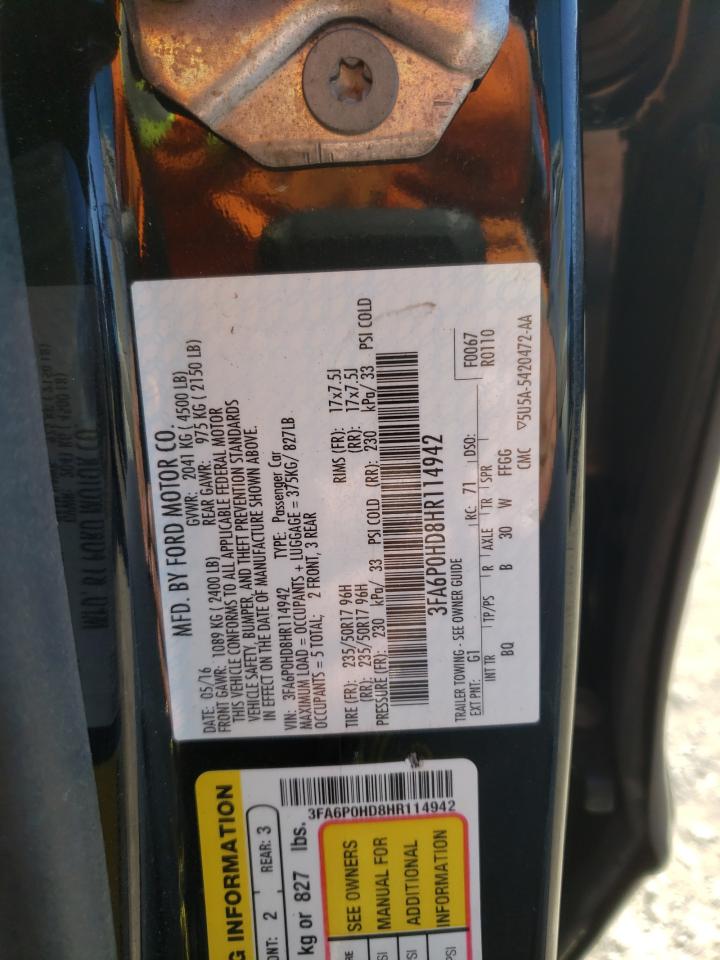 MFD. BY FORD MOTOR CO.
DATE: 05/16 GVWR: 2041 KG ( 4500 LB)
FRONT GAWR: 1089 KG ( 2400 LB) REAR GAWR: 975 KG ( 2150 LB)
THIS VEHICLE CONFORMS TO ALL APPLICABLE FEDERAL MOTOR
VEHICLE SAFETY, BUMPER, AND THEFT PREVENTION STANDARDS
IN EFFECT ON THE DATE OF MANUFACTURE SHOWN ABOVE.
VIN: 3FA6P0HD8HR114942 TYPE: Passenger Car
MAXIMUM LOAD = OCCUPANTS + LUGGAGE = 375KG/ 827LB
OCCUPANTS = 5 TOTAL; 2 FRONT, 3 REAR
TIRE (FR): 235/50R17 96H RIMS (FR): 17x7.5J
(RR): 235/50R17 96H (RR): 17x7.5J
PRESSURE (FR): 230 kPa/ 33 PSI COLD (RR): 230 kPa/ 33 PSI COLD
3FA6P0HD8HR114942
TRAILER TOWING - SEE OWNER GUIDE F0067
EXT PNT: G1 RC: 71 DSO: R0110
INT TR TP/PS R AXLE TR SPR
BQ B 30 W FFGG
CMC ▽5U5A-5420472-AA
G INFORMATION
ONT: 2 REAR: 3
3FA6P0HD8HR114942
kg or 827 lbs.
SEE OWNERS
MANUAL FOR
ADDITIONAL
INFORMATION
RE
PSI
PSI
PSI